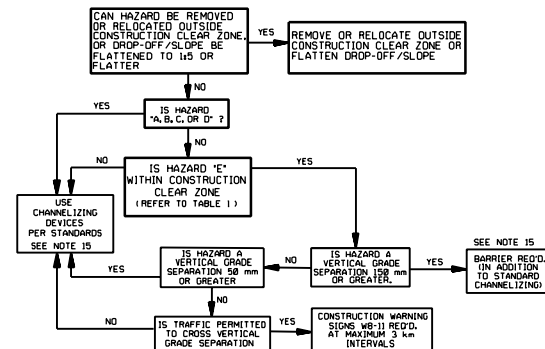 CAN HAZARD BE REMOVED
OR RELOCATED OUTSIDE
CONSTRUCTION CLEAR ZONE,
OR DROP-OFF/SLOPE BE
FLATTENED TO 1:5 OR
FLATTER
YES
REMOVE OR RELOCATE OUTSIDE
CONSTRUCTION CLEAR ZONE OR
FLATTEN DROP-OFF/SLOPE
NO
YES
IS HAZARD
"A, B, C, OR D" ?
NO
NO
IS HAZARD "E"
WITHIN CONSTRUCTION
CLEAR ZONE
(REFER TO TABLE 1)
YES
USE
CHANNELIZING
DEVICES
PER STANDARDS
SEE NOTE 15
YES
IS HAZARD A
VERTICAL GRADE
SEPARATION 50 mm
OR GREATER
NO
IS HAZARD A
VERTICAL GRADE
SEPARATION 150 mm
OR GREATER.
YES
SEE NOTE 15
BARRIER REQ'D.
(IN ADDITION
TO STANDARD
CHANNELIZING)
NO
NO
IS TRAFFIC PERMITTED
TO CROSS VERTICAL
GRADE SEPARATION
YES
CONSTRUCTION WARNING
SIGNS W8-11 REQ'D.
AT MAXIMUM 3 km
INTERVALS